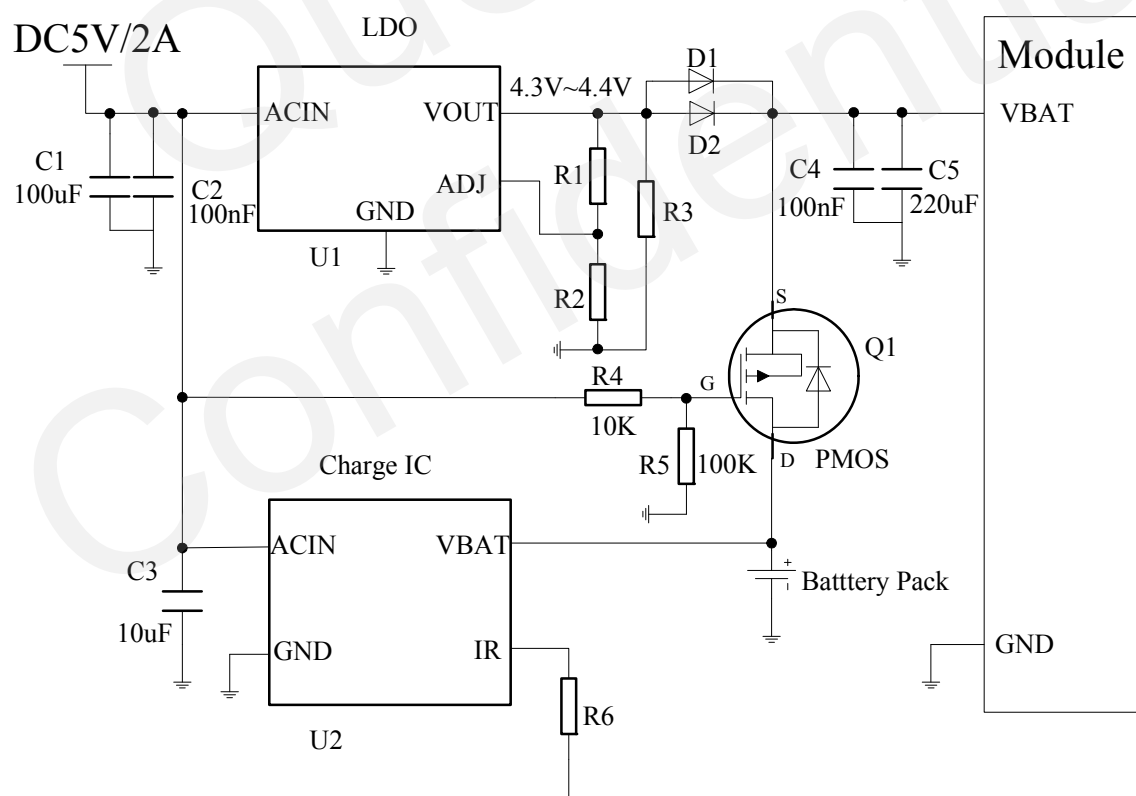 DC5V/2A
LDO
Module
ACIN
VOUT
4.3V~4.4V
D1
D2
VBAT
C1
100uF
C2
100nF
ADJ
GND
U1
R1
R3
R2
C4
100nF
C5
220uF
S
Q1
G
D
PMOS
R4
10K
R5
100K
Charge IC
ACIN
VBAT
C3
10uF
GND
IR
U2
R6
+
-
Batttery Pack
GND
Confidential